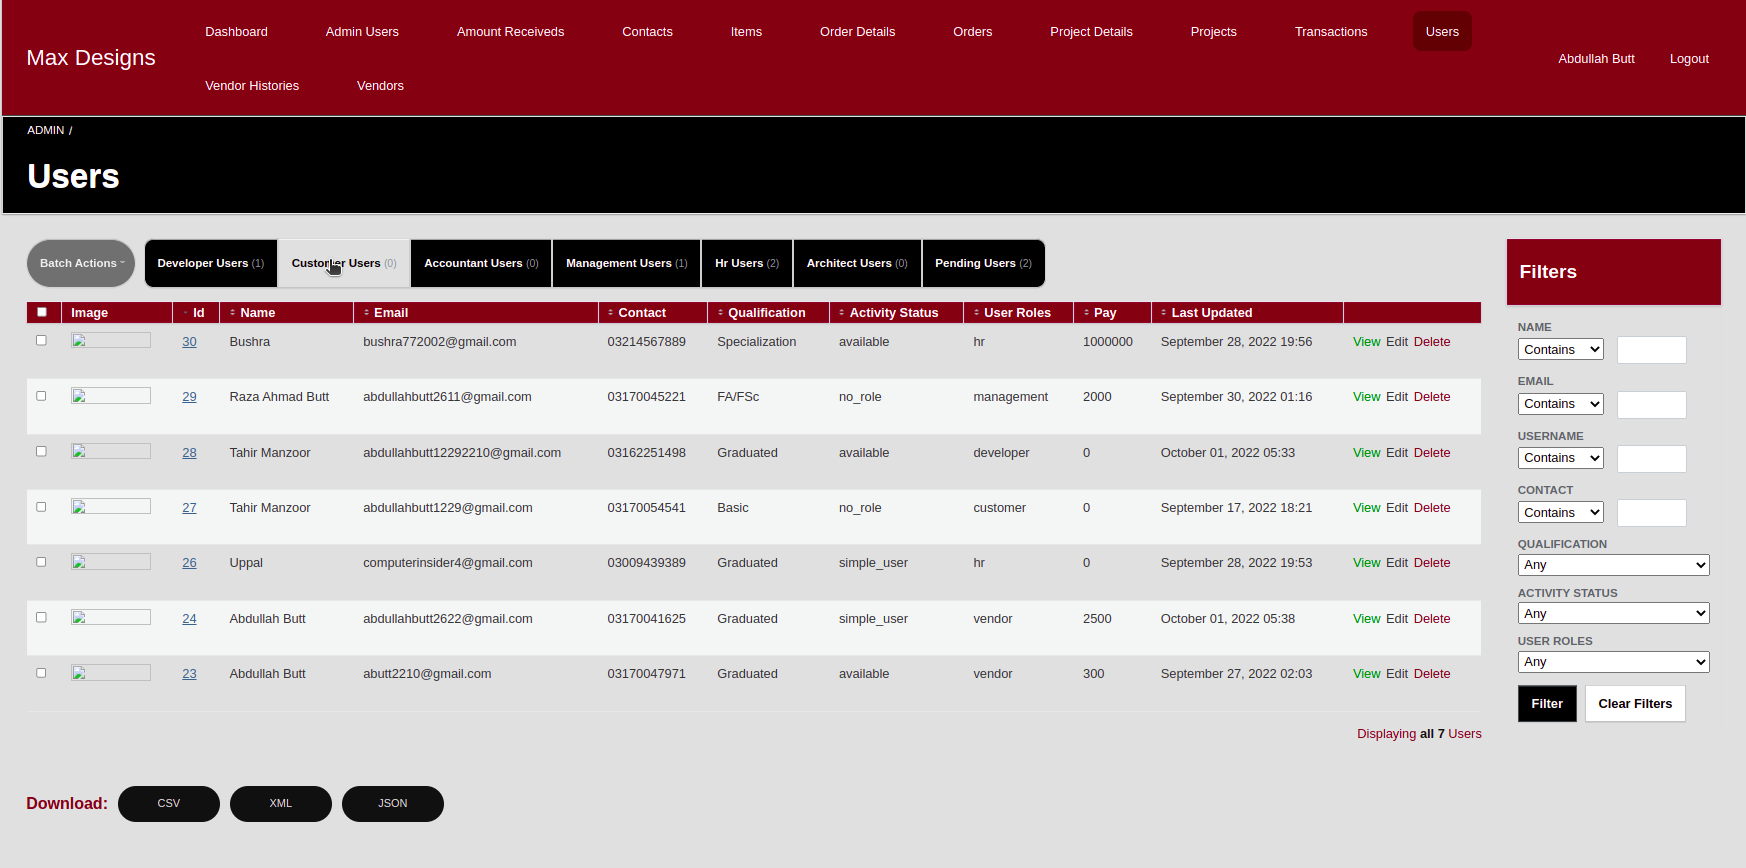 Max Designs
Dashboard Admin Users Amount Receiveds Contacts Items Order Details Orders Project Details Projects Transactions Users
Vendor Histories Vendors
Abdullah Butt Logout
ADMIN /
Users
Batch Actions Developer Users (1) Customer Users (0) Accountant Users (0) Management Users (1) Hr Users (2) Architect Users (0) Pending Users (2)
Image Id Name Email Contact Qualification Activity Status User Roles Pay Last Updated
30 Bushra bushra772002@gmail.com 03214567889 Specialization available hr 1000000 September 28, 2022 19:56 View Edit Delete
29 Raza Ahmad Butt abdullahbutt2611@gmail.com 03170045221 FA/FSc no_role management 2000 September 30, 2022 01:16 View Edit Delete
28 Tahir Manzoor abdullahbutt12292210@gmail.com 03162251498 Graduated available developer 0 October 01, 2022 05:33 View Edit Delete
27 Tahir Manzoor abdullahbutt1229@gmail.com 03170054541 Basic no_role customer 0 September 17, 2022 18:21 View Edit Delete
26 Uppal computerinsider4@gmail.com 03009439389 Graduated simple_user hr 0 September 28, 2022 19:53 View Edit Delete
24 Abdullah Butt abdullahbutt2622@gmail.com 03170041625 Graduated simple_user vendor 2500 October 01, 2022 05:38 View Edit Delete
23 Abdullah Butt abutt2210@gmail.com 03170047971 Graduated available vendor 300 September 27, 2022 02:03 View Edit Delete
Displaying all 7 Users
Download: CSV XML JSON
Filters
NAME
Contains
EMAIL
Contains
USERNAME
Contains
CONTACT
Contains
QUALIFICATION
Any
ACTIVITY STATUS
Any
USER ROLES
Any
Filter Clear Filters